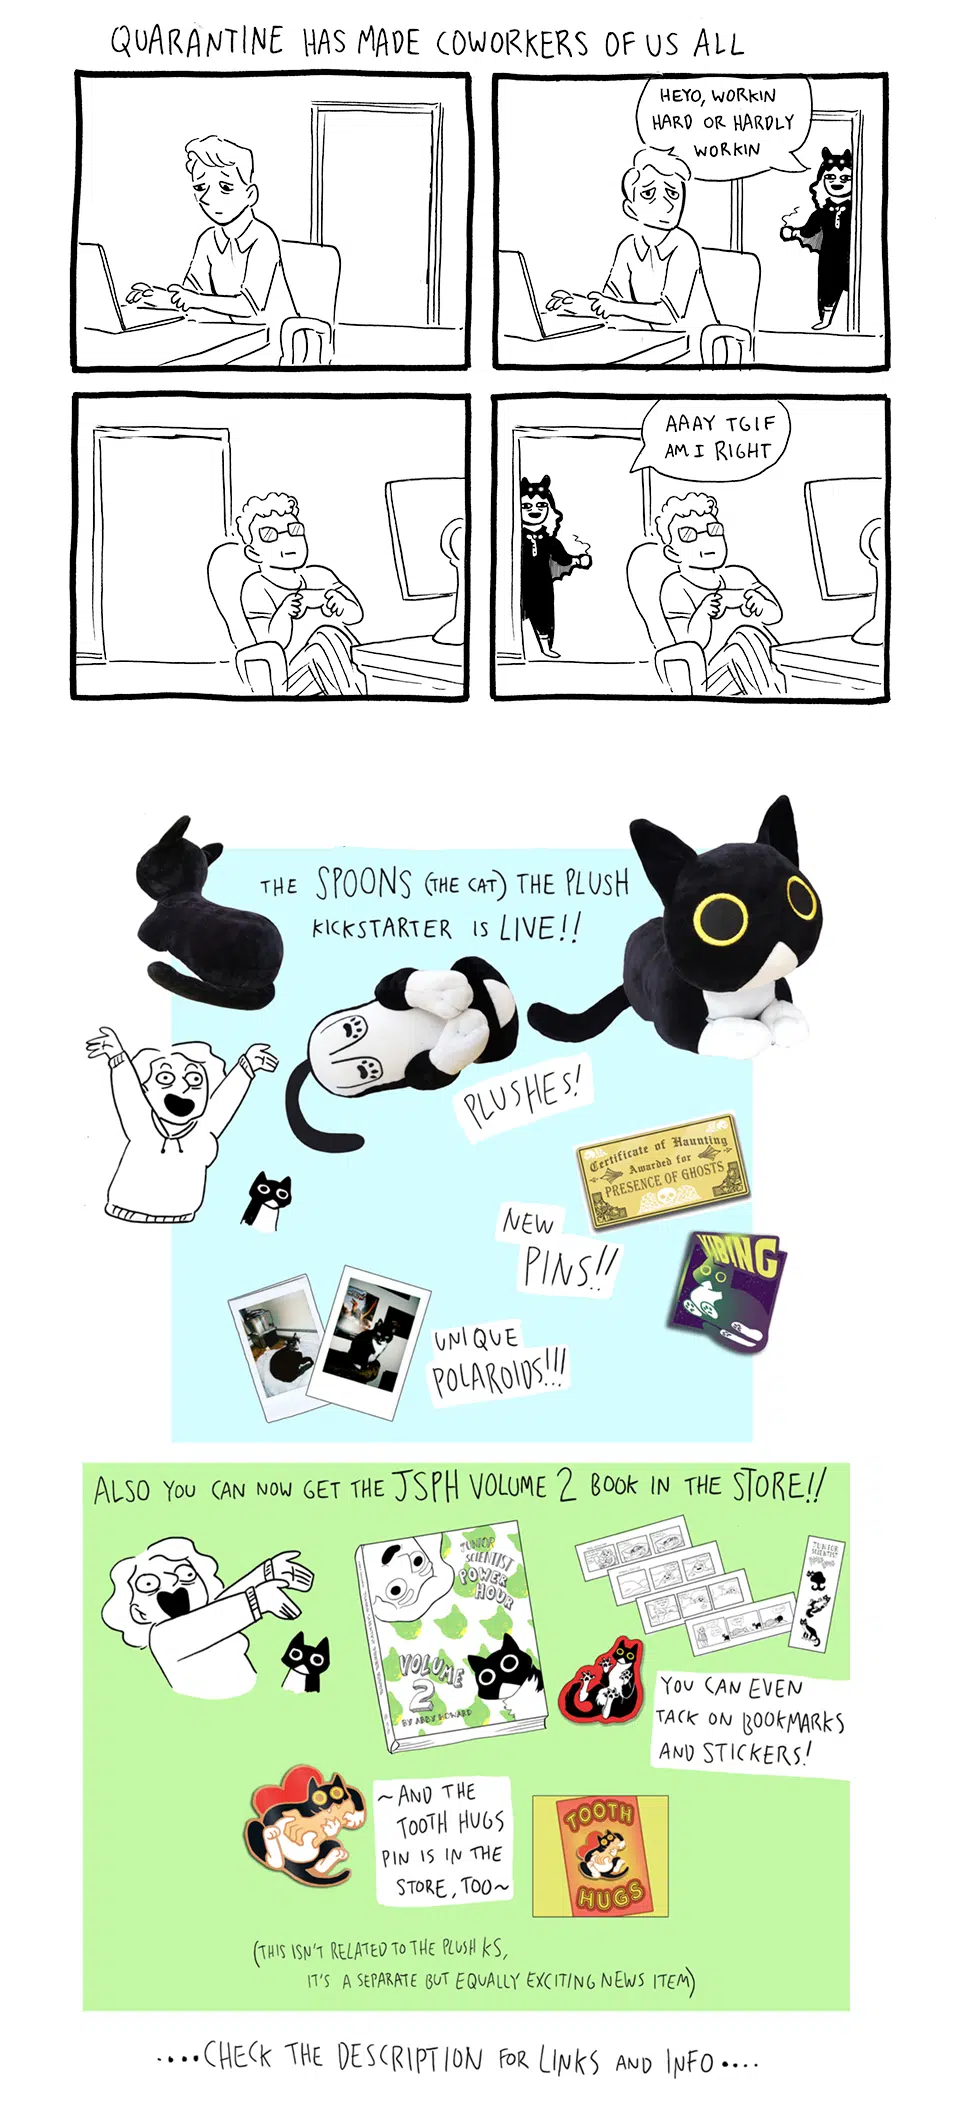 QUARANTINE HAS MADE COWORKERS OF US ALL
HEYO, WORKIN
HARD OR HARDLY
WORKIN
AAAY TGIF
AM I RIGHT
THE SPOONS (THE CAT) THE PLUSH
KICKSTARTER IS LIVE!!
PLUSHES!
Certificate of Haunting
Awarded for
PRESENCE OF GHOSTS
NEW
PINS!!
VIBING
UNIQUE
POLAROIDS!!!
ALSO YOU CAN NOW GET THE JSPH VOLUME 2 BOOK IN THE STORE!!
JUNIOR
SCIENTIST
POWER
HOUR
VOLUME
2
BY ABBY HOWARD
JUNIOR
SCIENTIST
YOU CAN EVEN
TACK ON BOOKMARKS
AND STICKERS!
~AND THE
TOOTH HUGS
PIN IS IN THE
STORE, TOO~
TOOTH
HUGS
(THIS ISN'T RELATED TO THE PLUSH KS,
IT'S A SEPARATE BUT EQUALLY EXCITING NEWS ITEM)
....CHECK THE DESCRIPTION FOR LINKS AND INFO....